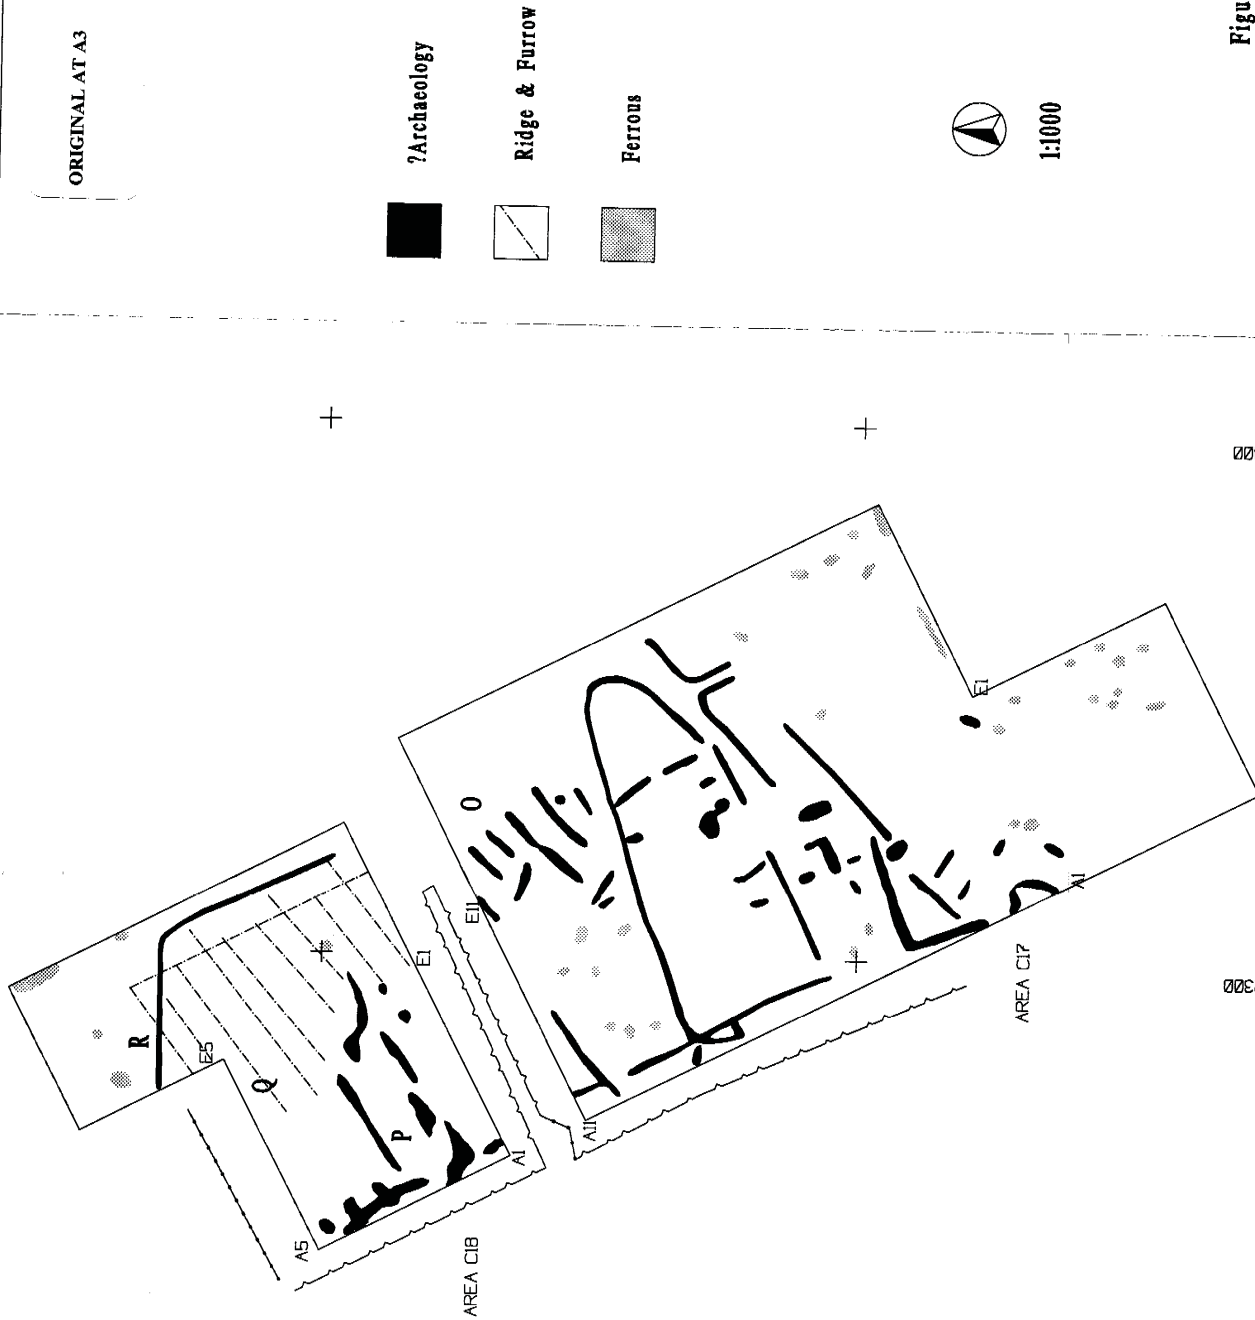 ORIGINAL AT A3
?Archaeology
Ridge & Furrow
Ferrous
1:1000
R
E5
Q
P
E1
A5
A1
AREA C18
O
E11
A11
E1
A1
AREA C17
300